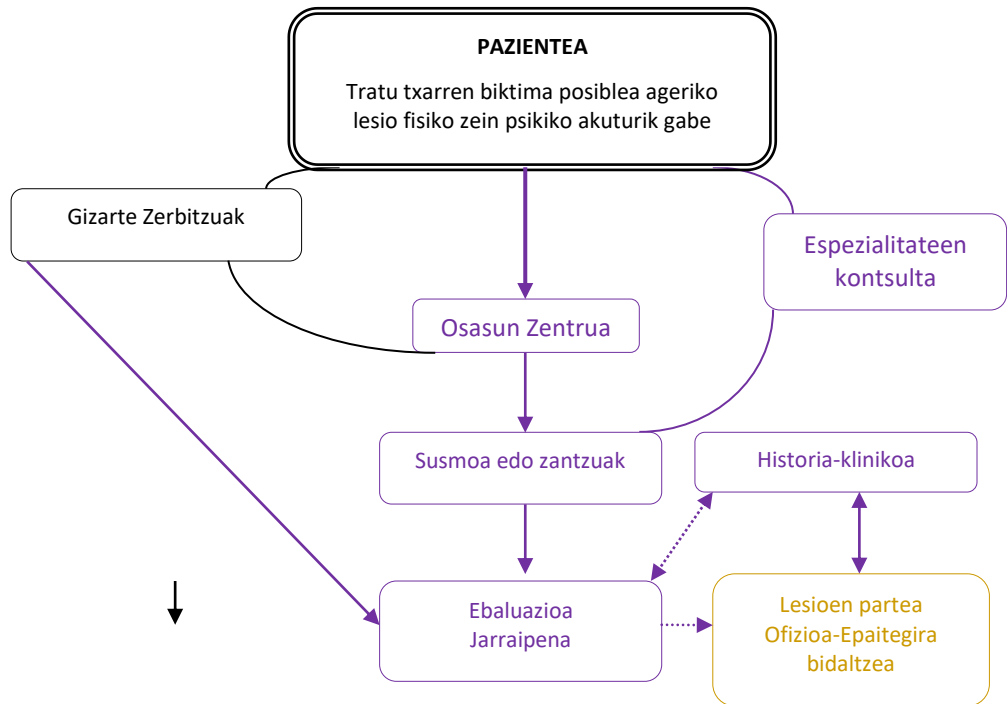 PAZIENTEA
Tratu txarren biktima posiblea ageriko
lesio fisiko zein psikiko akuturik gabe
Gizarte Zerbitzuak
Espezialitateen
kontsulta
Osasun Zentrua
Susmoa edo zantzuak
Historia-klinikoa
Ebaluazioa
Jarraipena
Lesioen partea
Ofizioa-Epaitegira
bidaltzea